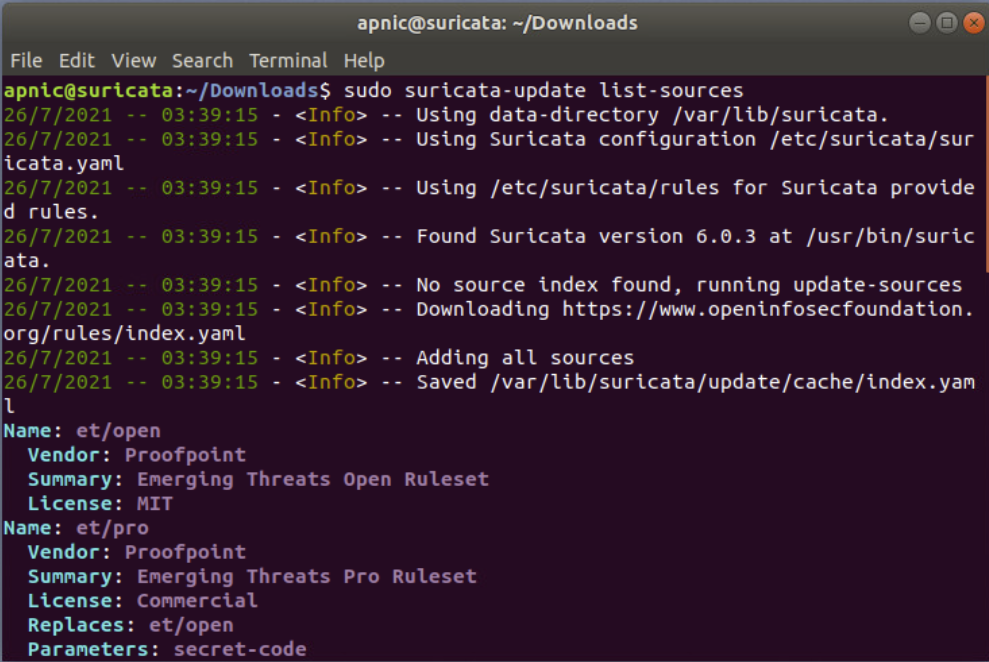 apnic@suricata: ~/Downloads
File Edit View Search Terminal Help
apnic@suricata:~/Downloads$ sudo suricata-update list-sources
26/7/2021 -- 03:39:15 - <Info> -- Using data-directory /var/lib/suricata.
26/7/2021 -- 03:39:15 - <Info> -- Using Suricata configuration /etc/suricata/sur
icata.yaml
26/7/2021 -- 03:39:15 - <Info> -- Using /etc/suricata/rules for Suricata provide
d rules.
26/7/2021 -- 03:39:15 - <Info> -- Found Suricata version 6.0.3 at /usr/bin/suric
ata.
26/7/2021 -- 03:39:15 - <Info> -- No source index found, running update-sources
26/7/2021 -- 03:39:15 - <Info> -- Downloading https://www.openinfosecfoundation.
org/rules/index.yaml
26/7/2021 -- 03:39:15 - <Info> -- Adding all sources
26/7/2021 -- 03:39:15 - <Info> -- Saved /var/lib/suricata/update/cache/index.yam
l
Name: et/open
  Vendor: Proofpoint
  Summary: Emerging Threats Open Ruleset
  License: MIT
Name: et/pro
  Vendor: Proofpoint
  Summary: Emerging Threats Pro Ruleset
  License: Commercial
  Replaces: et/open
  Parameters: secret-code